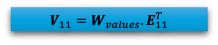 V₁₁ = W_values · E₁₁ᵀ